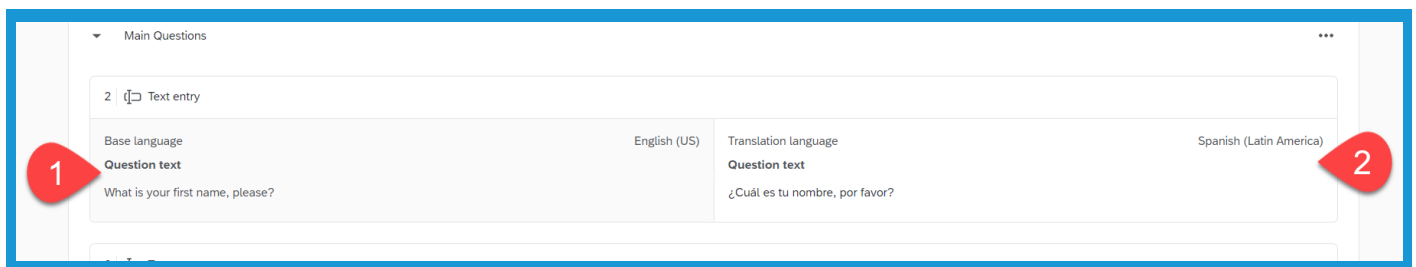 Main Questions
2 Text entry
Base language English (US)
Question text
What is your first name, please?
Translation language Spanish (Latin America)
Question text
¿Cuál es tu nombre, por favor?
1
2